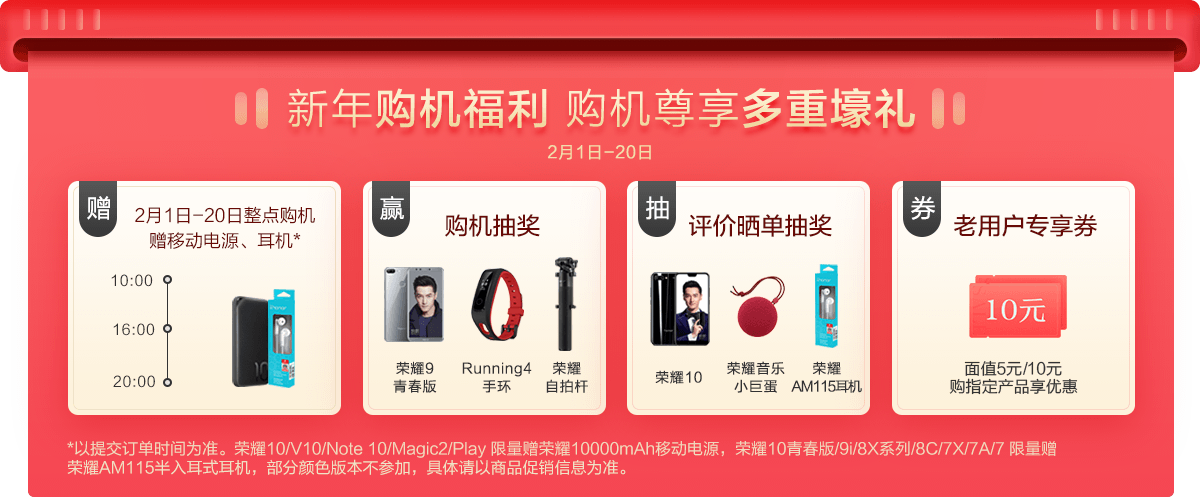 新年购机福利 购机尊享多重壕礼
2月1日-20日
赠
2月1日-20日整点购机
赠移动电源、耳机*
10:00
16:00
20:00
10
赢
购机抽奖
荣耀9
青春版
Running4
手环
荣耀
自拍杆
抽
评价晒单抽奖
荣耀10
荣耀音乐
小巨蛋
荣耀
AM115耳机
券
老用户专享券
10元
面值5元/10元
购指定产品享优惠
*以提交订单时间为准。荣耀10/V10/Note 10/Magic2/Play 限量赠荣耀10000mAh移动电源，荣耀10青春版/9i/8X系列/8C/7X/7A/7 限量赠
荣耀AM115半入耳式耳机，部分颜色版本不参加，具体请以商品促销信息为准。